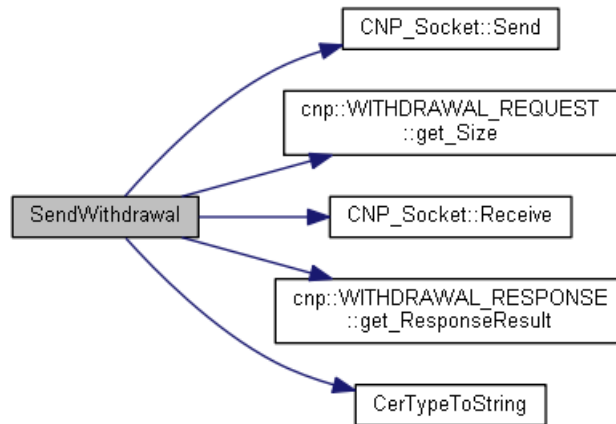 CNP_Socket::Send
cnp::WITHDRAWAL_REQUEST
::get_Size
SendWithdrawal
CNP_Socket::Receive
cnp::WITHDRAWAL_RESPONSE
::get_ResponseResult
CerTypeToString